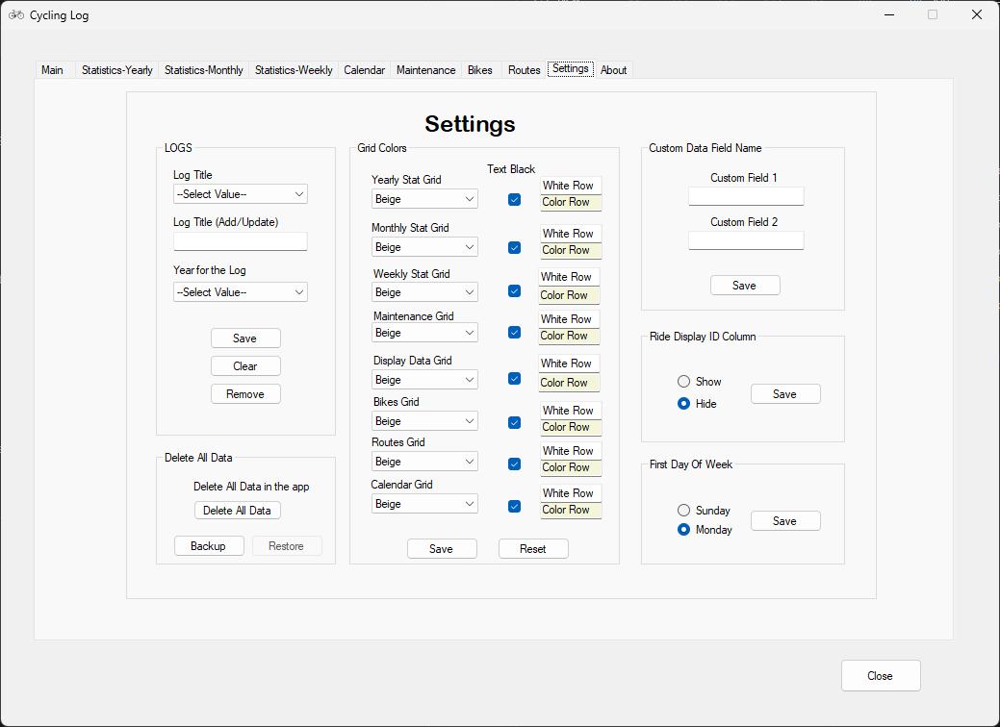 Cycling Log
Main Statistics-Yearly Statistics-Monthly Statistics-Weekly Calendar Maintenance Bikes Routes Settings About
Settings
LOGS
Log Title
--Select Value--
Log Title (Add/Update)
Year for the Log
--Select Value--
Save
Clear
Remove
Delete All Data
Delete All Data in the app
Delete All Data
Backup Restore
Grid Colors
Text Black
Yearly Stat Grid
Beige
White Row
Color Row
Monthly Stat Grid
Beige
White Row
Color Row
Weekly Stat Grid
Beige
White Row
Color Row
Maintenance Grid
Beige
White Row
Color Row
Display Data Grid
Beige
White Row
Color Row
Bikes Grid
Beige
White Row
Color Row
Routes Grid
Beige
White Row
Color Row
Calendar Grid
Beige
White Row
Color Row
Save Reset
Custom Data Field Name
Custom Field 1
Custom Field 2
Save
Ride Display ID Column
Show
Hide
Save
First Day Of Week
Sunday
Monday
Save
Close